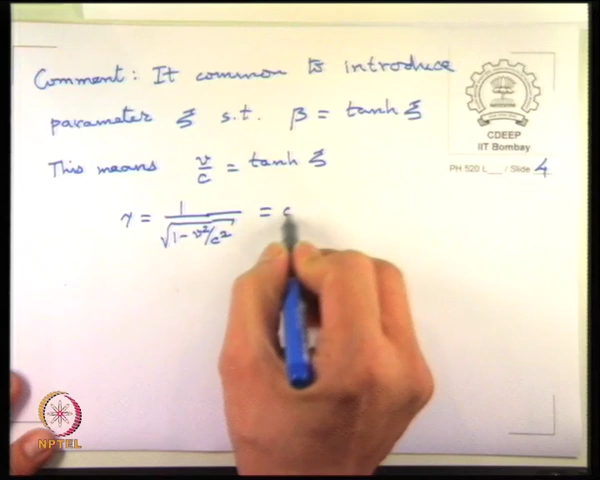 Comment: It common to introduce
parameter ξ s.t. β = tanh ξ
This means v/c = tanh ξ
γ = 1/√(1 - v²/c²) = c
CDEEP
IIT Bombay
PH 520 L___ / Slide 4
NPTEL